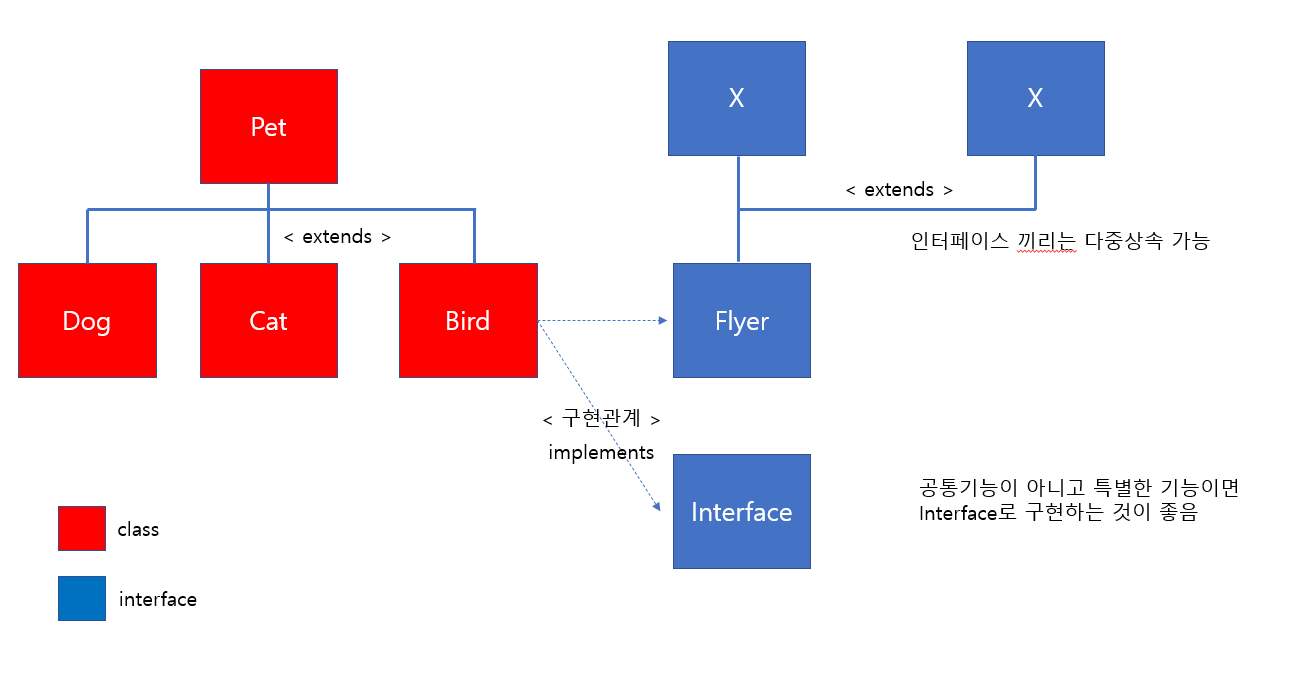 X
X
Pet
< extends >
< extends >
인터페이스 끼리는 다중상속 가능
Dog
Cat
Bird
Flyer
< 구현관계 >
implements
Interface
공통기능이 아니고 특별한 기능이면
Interface로 구현하는 것이 좋음
class
interface